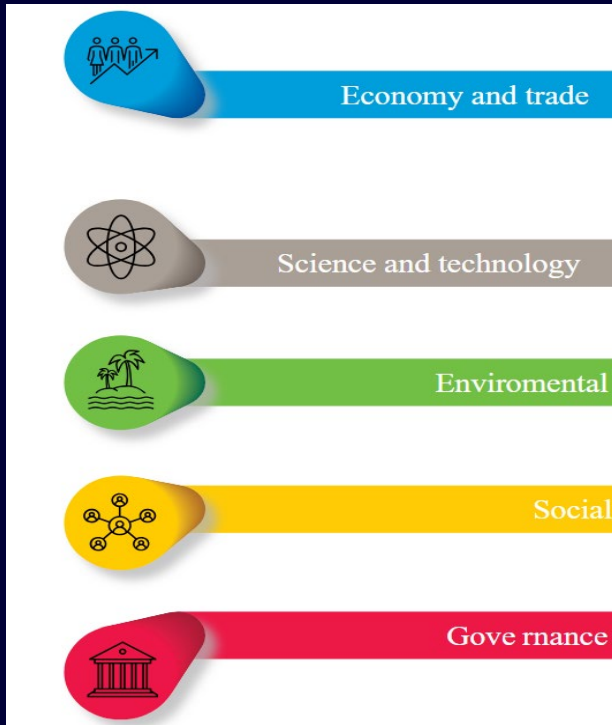 Economy and trade
Science and technology
Enviromental
Social
Gove rnance